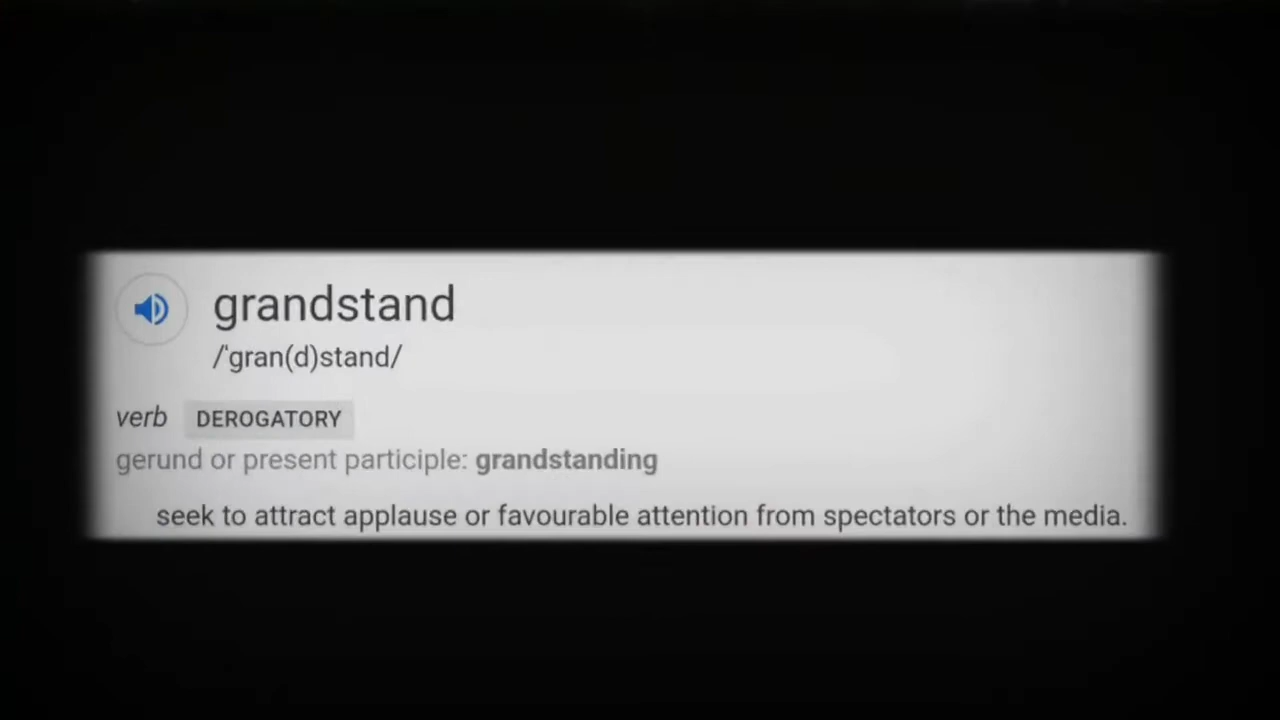 grandstand
/ˈgran(d)stand/
verb DEROGATORY
gerund or present participle: grandstanding
seek to attract applause or favourable attention from spectators or the media.